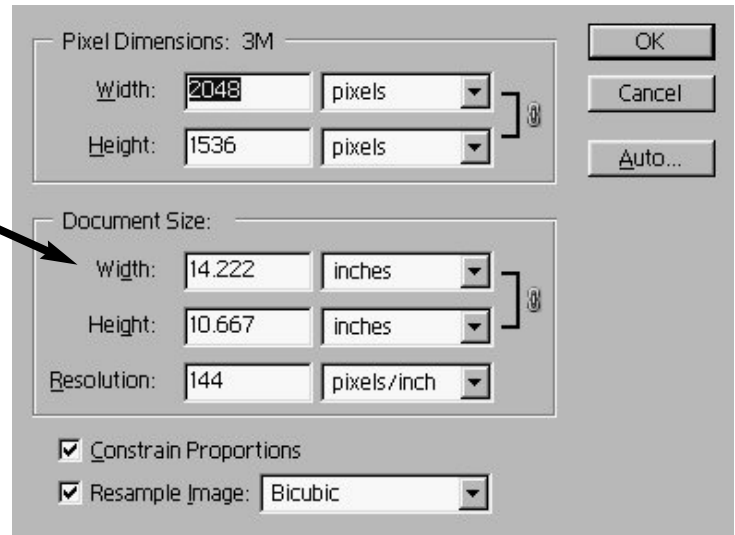 Pixel Dimensions: 3M
OK
Width: 2048 pixels
Cancel
Height: 1536 pixels
Auto...
Document Size:
Width: 14.222 inches
Height: 10.667 inches
Resolution: 144 pixels/inch
Constrain Proportions
Resample Image: Bicubic